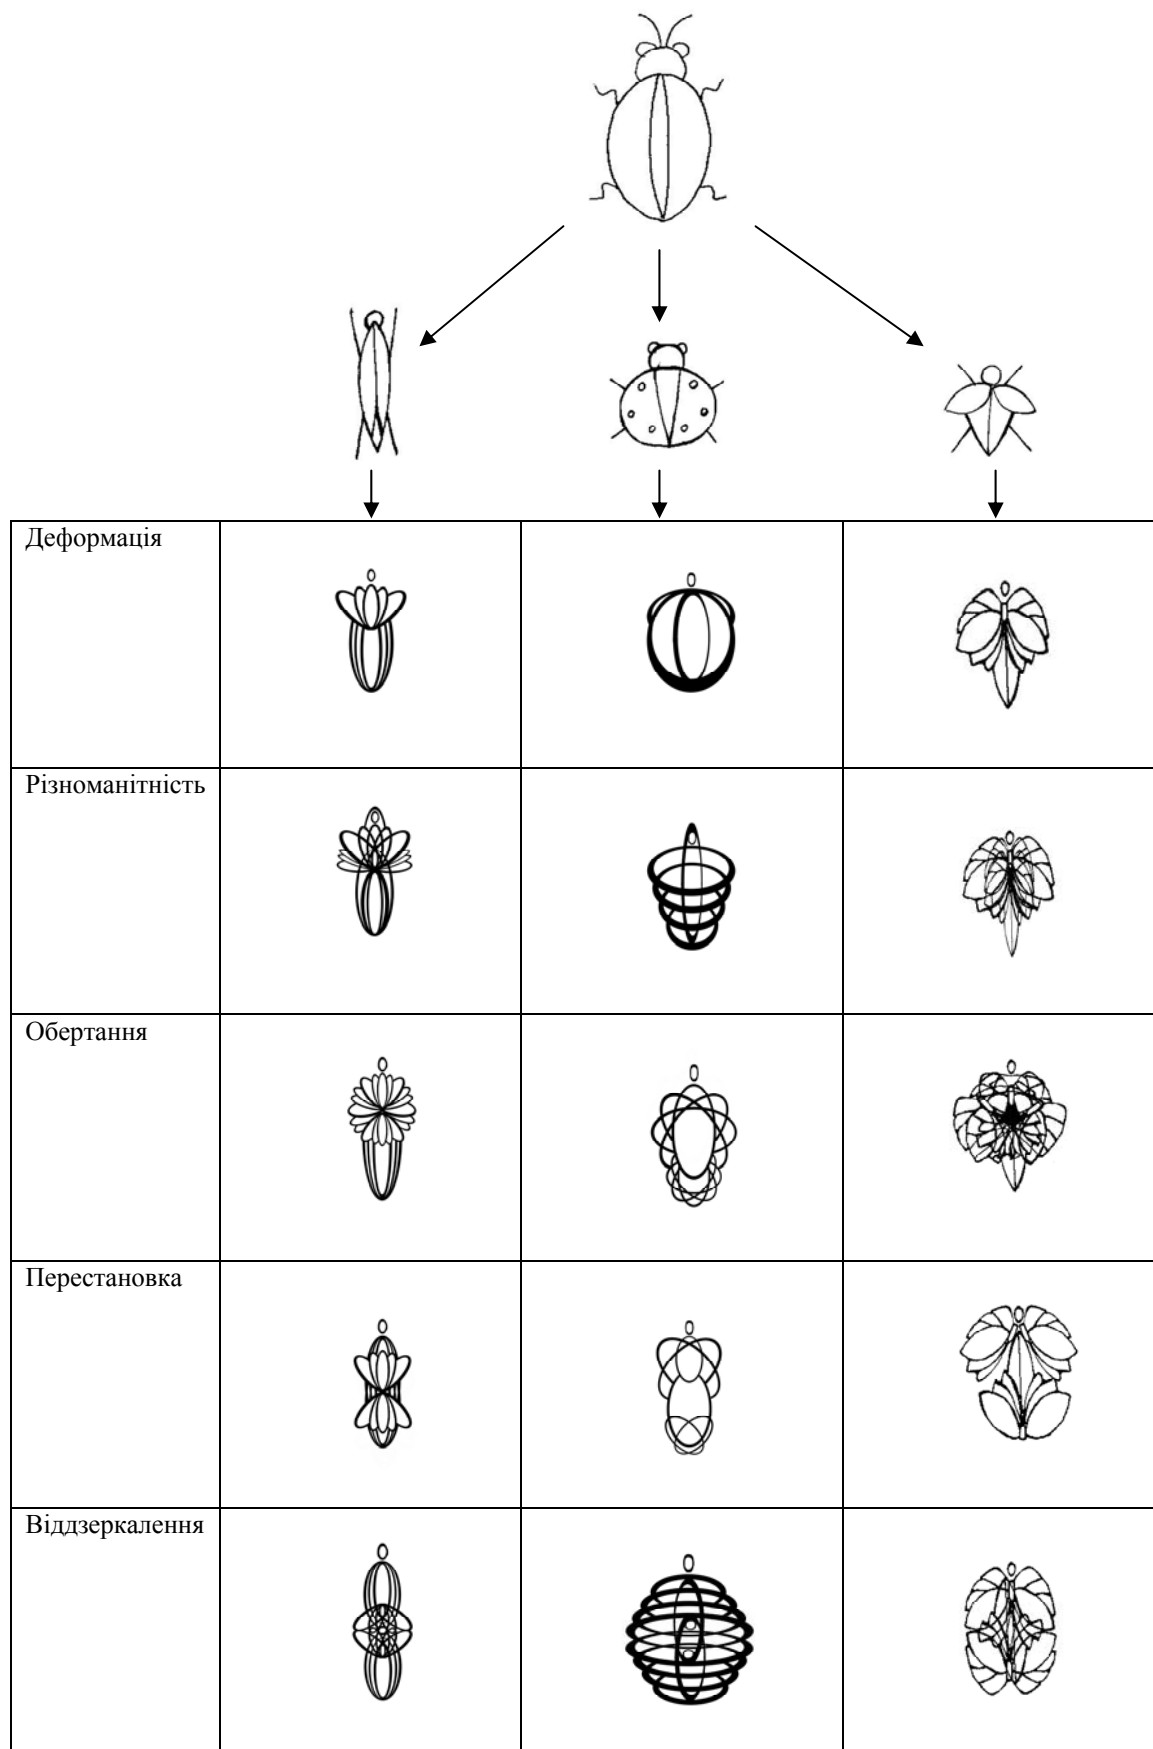 Деформація
Різноманітність
Обертання
Перестановка
Віддзеркалення